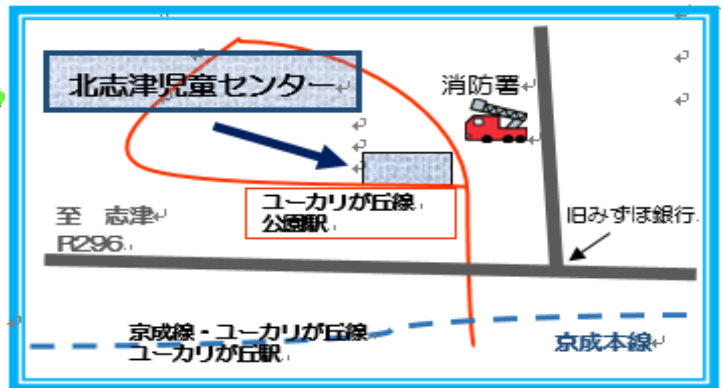 北志津児童センター
消防署
ユーカリが丘線
公園駅
至　志津
R296
旧みずほ銀行
京成線・ユーカリが丘線
ユーカリが丘駅
京成本線